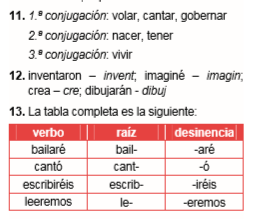 11. 1.ª conjugación: volar, cantar, gobernar
2.ª conjugación: nacer, tener
3.ª conjugación: vivir
12. inventaron – invent; imaginé – imagin;
crea – cre; dibujarán - dibuj
13. La tabla completa es la siguiente:
verbo raíz desinencia
bailaré bail- -aré
cantó cant- -ó
escribiréis escrib- -iréis
leeremos le- -eremos